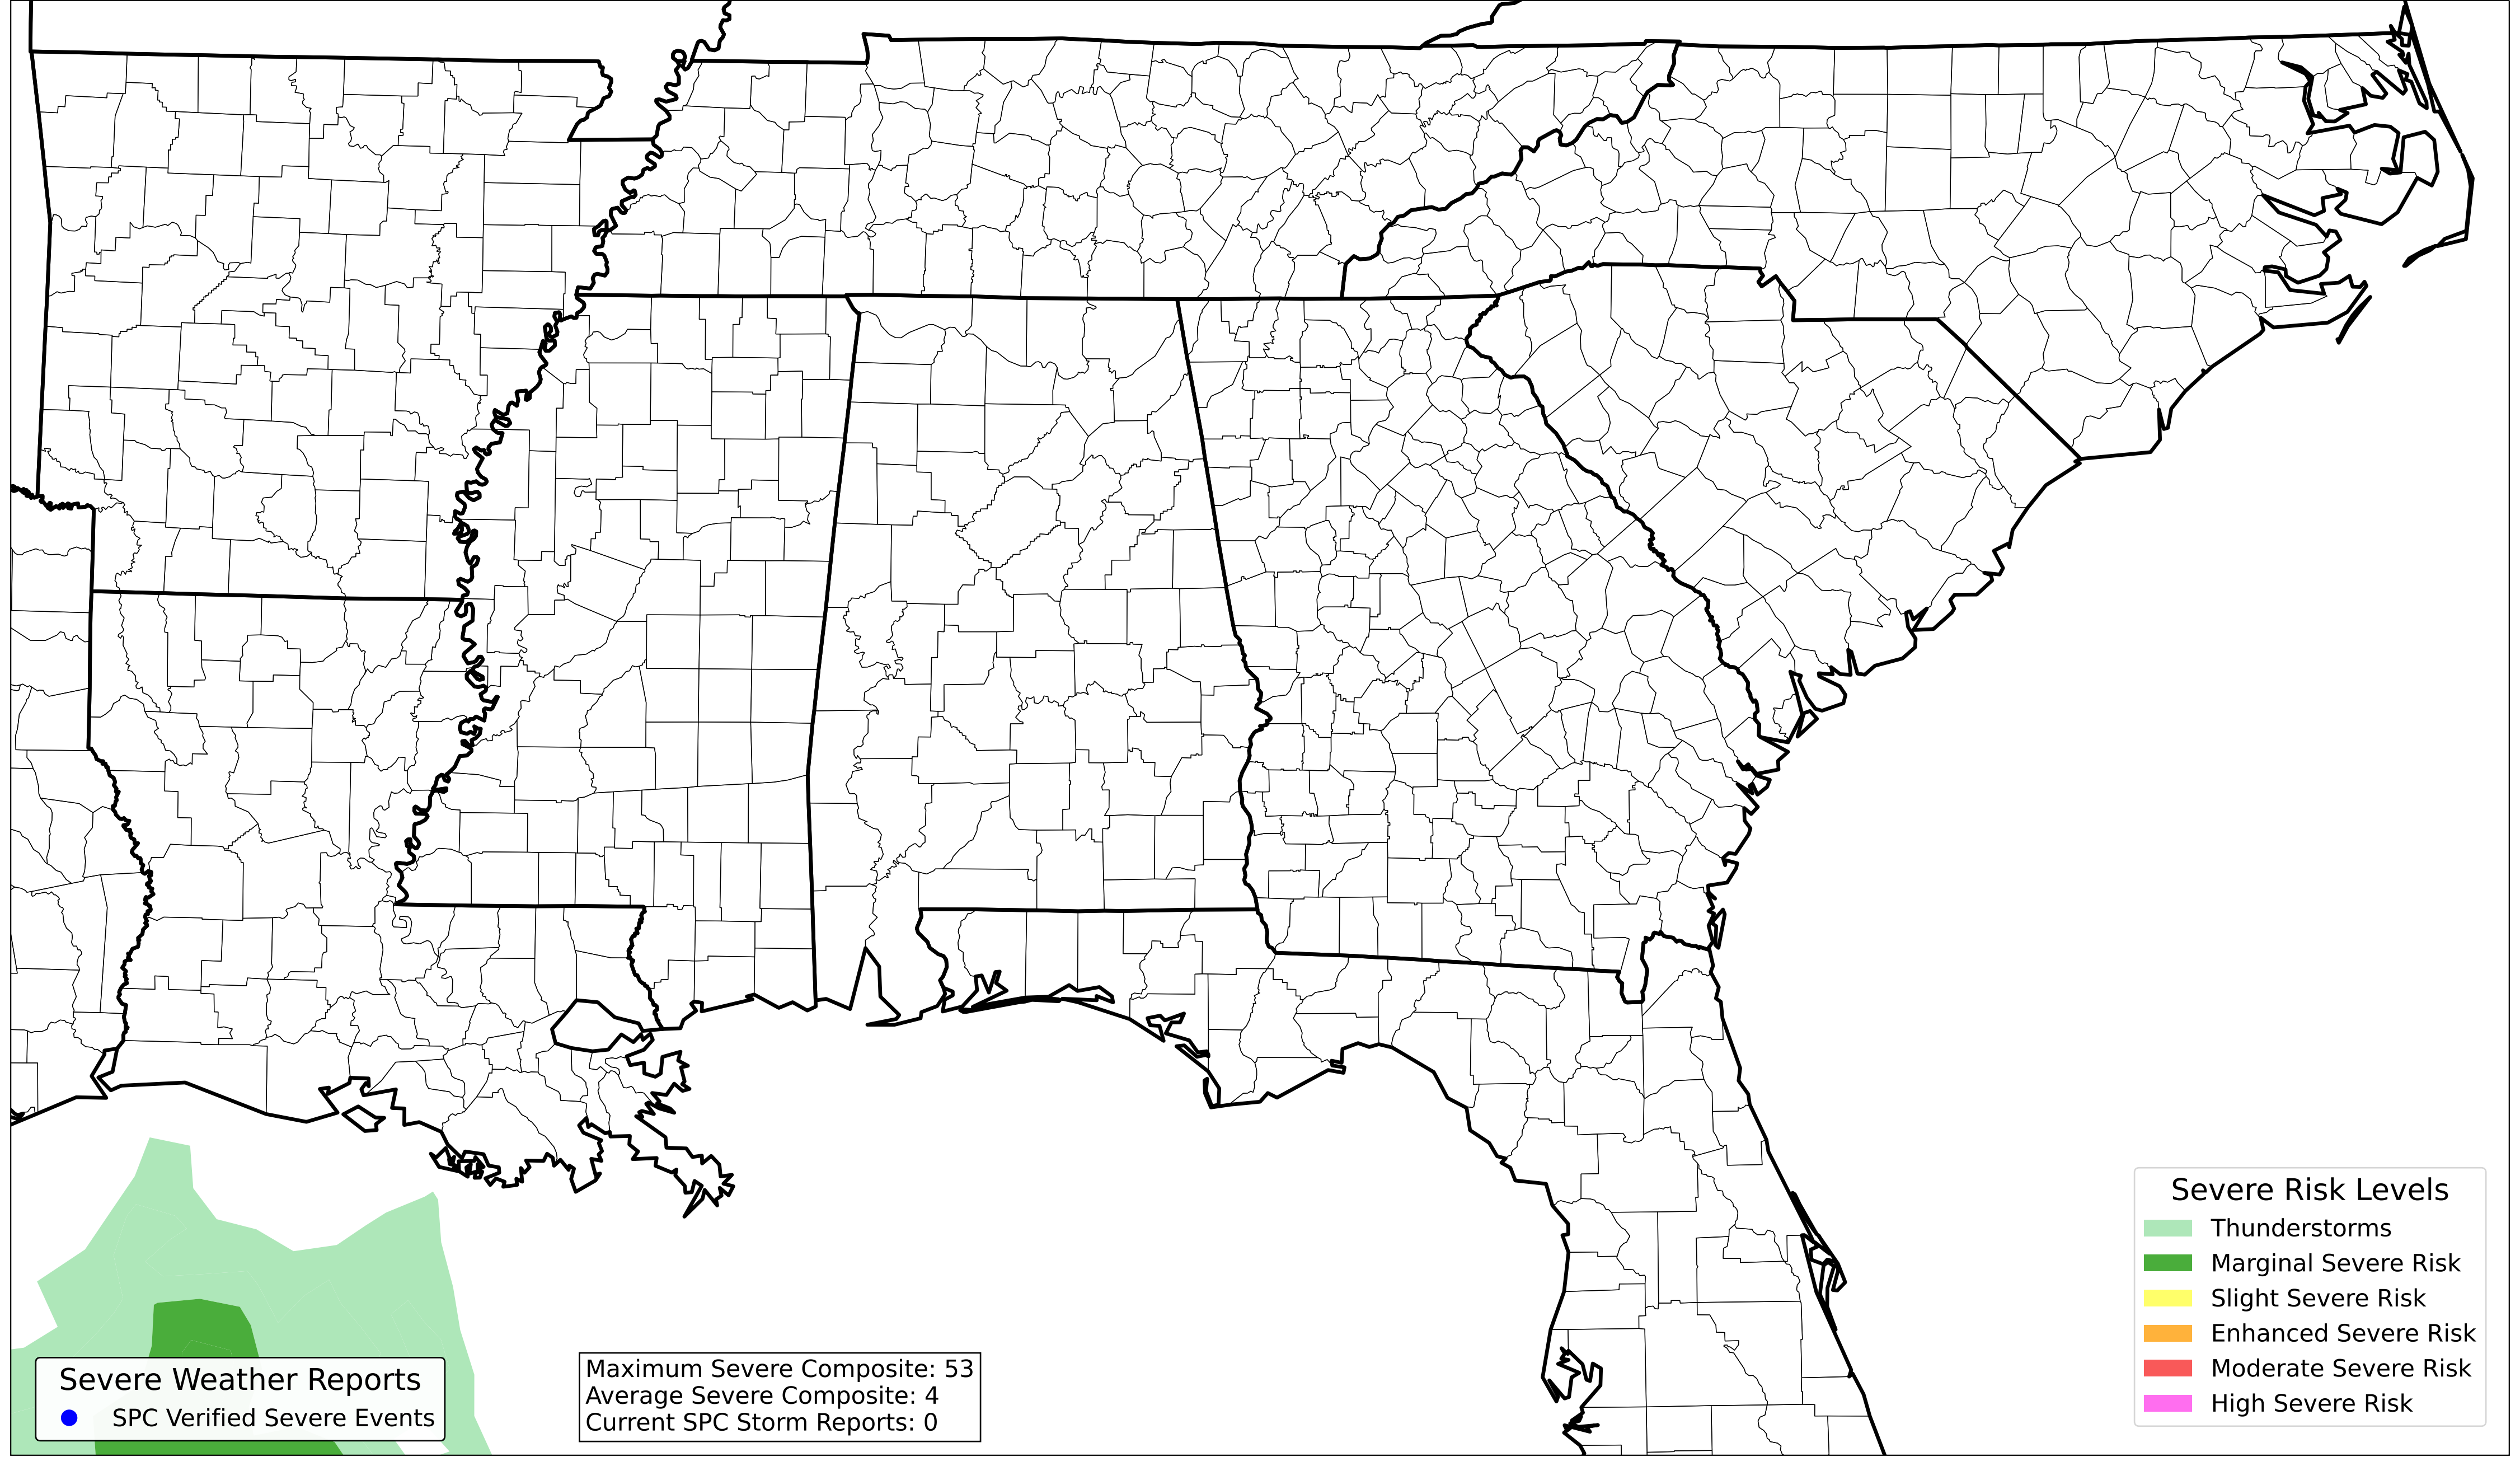 Severe Weather Reports
SPC Verified Severe Events
Maximum Severe Composite: 53
Average Severe Composite: 4
Current SPC Storm Reports: 0
Severe Risk Levels
Thunderstorms
Marginal Severe Risk
Slight Severe Risk
Enhanced Severe Risk
Moderate Severe Risk
High Severe Risk